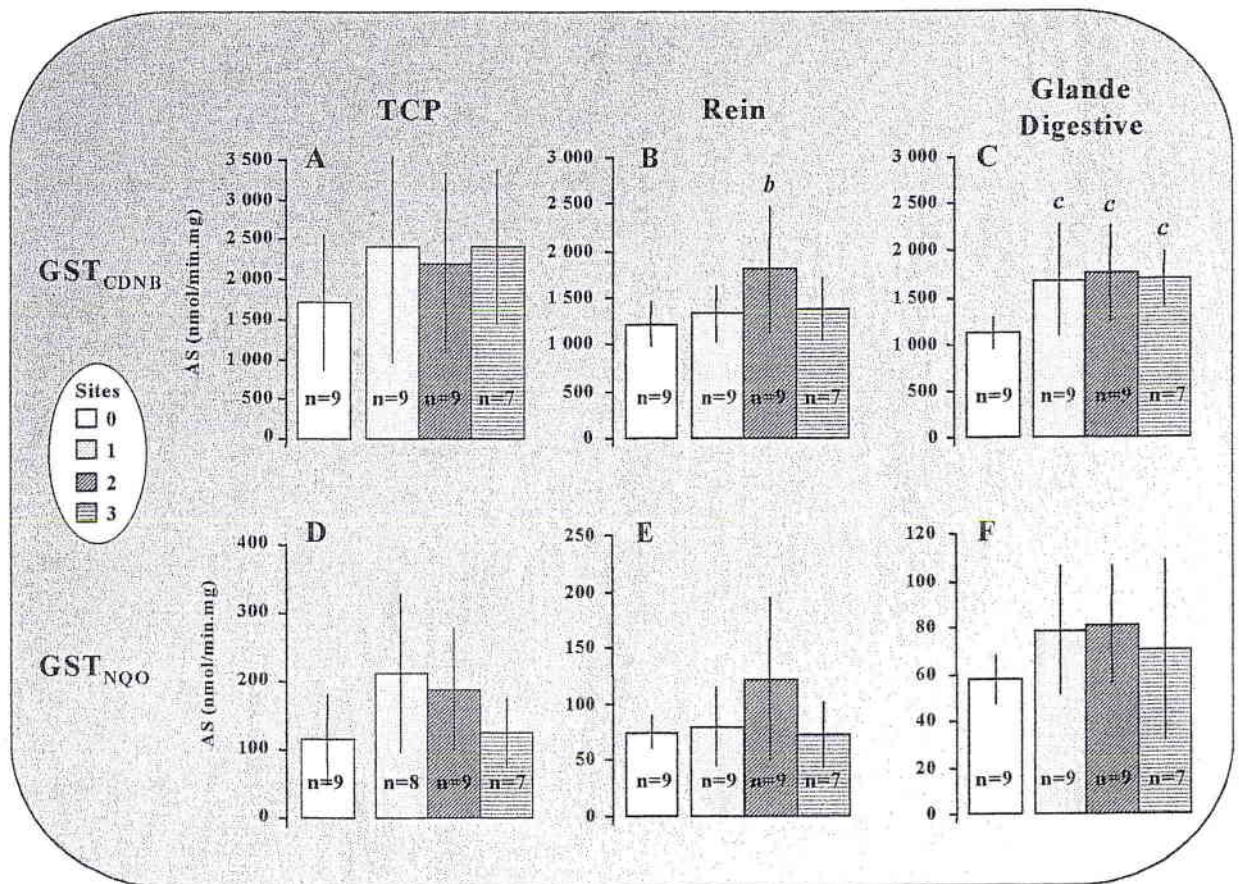 TCP
Rein
Glande
Digestive
GST CDNB
AS (nmol/min.mg)
A
3 500
3 000
2 500
2 000
1 500
1 000
500
0
n=9
n=9
n=9
n=7
B
3 000
2 500
2 000
1 500
1 000
500
0
b
n=9
n=9
n=9
n=7
C
3 000
2 500
2 000
1 500
1 000
500
0
c
c
c
n=9
n=9
n=9
n=7
Sites
0
1
2
3
GST NQO
AS (nmol/min.mg)
D
400
300
200
100
0
n=9
n=8
n=9
n=7
E
250
200
150
100
50
0
n=9
n=9
n=9
n=7
F
120
100
80
60
40
20
0
n=9
n=9
n=9
n=7